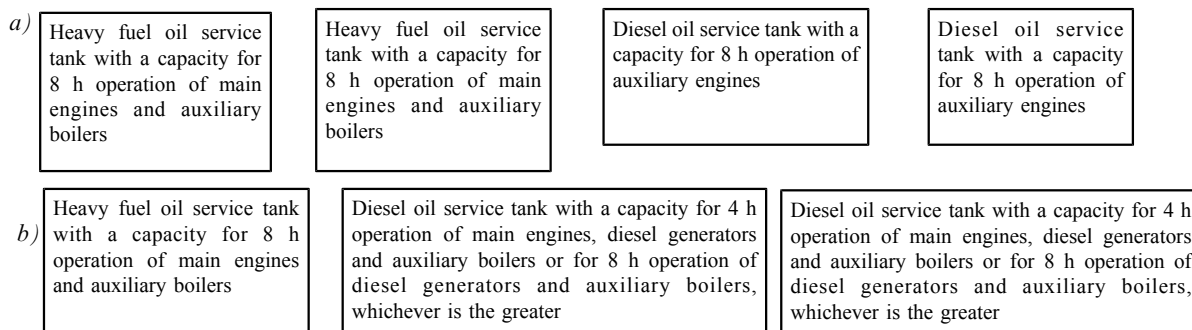 a)
Heavy fuel oil service
tank with a capacity for
8 h operation of main
engines and auxiliary
boilers
Heavy fuel oil service
tank with a capacity for
8 h operation of main
engines and auxiliary
boilers
Diesel oil service tank with a
capacity for 8 h operation of
auxiliary engines
Diesel oil service
tank with a capacity
for 8 h operation of
auxiliary engines
b)
Heavy fuel oil service tank
with a capacity for 8 h
operation of main engines
and auxiliary boilers
Diesel oil service tank with a capacity for 4 h
operation of main engines, diesel generators
and auxiliary boilers or for 8 h operation of
diesel generators and auxiliary boilers,
whichever is the greater
Diesel oil service tank with a capacity for 4 h
operation of main engines, diesel generators
and auxiliary boilers or for 8 h operation of
diesel generators and auxiliary boilers,
whichever is the greater